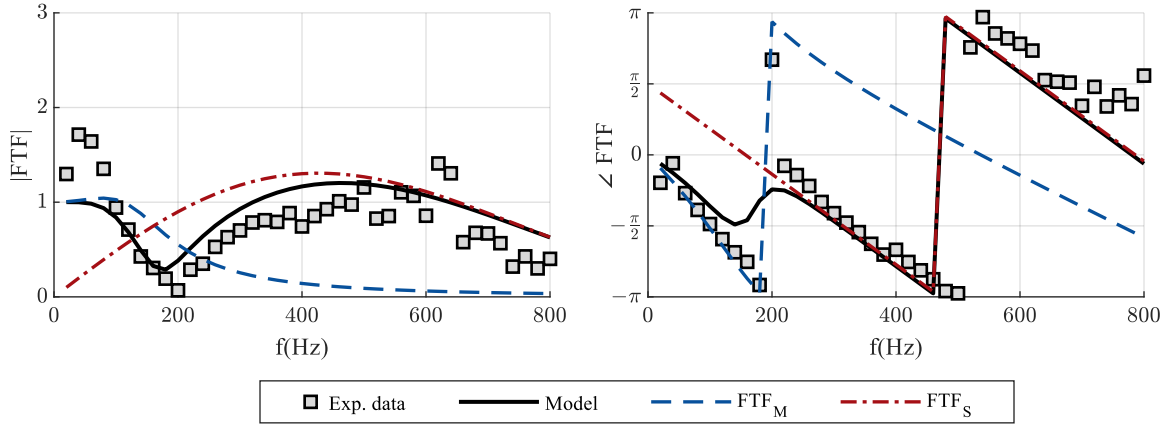 3
2
1
0
|FTF|
0
200
400
600
800
f(Hz)
π
π/2
0
−π/2
−π
∠ FTF
0
200
400
600
800
f(Hz)
Exp. data
Model
FTF_M
FTF_S